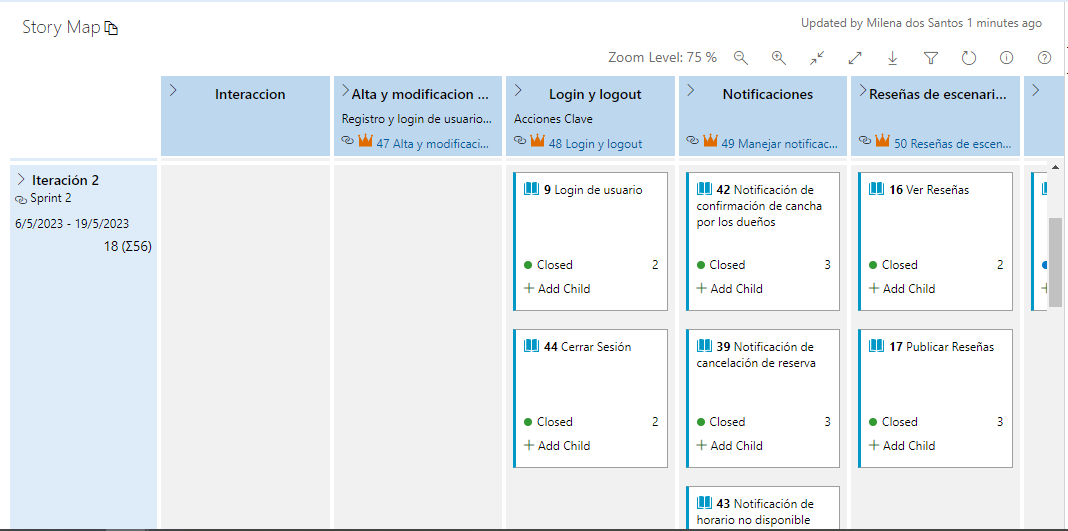 Story Map
Updated by Milena dos Santos 1 minutes ago
Zoom Level: 75 %
Interaccion
Alta y modificacion ...
Registro y login de usuario...
47 Alta y modificaci...
Login y logout
Acciones Clave
48 Login y logout
Notificaciones
49 Manejar notificac...
Reseñas de escenari...
50 Reseñas de escen...
Iteración 2
Sprint 2
6/5/2023 - 19/5/2023
18 (Σ56)
9 Login de usuario
Closed 2
Add Child
42 Notificación de
confirmación de cancha
por los dueños
Closed 3
Add Child
16 Ver Reseñas
Closed 2
Add Child
44 Cerrar Sesión
Closed 2
Add Child
39 Notificación de
cancelación de reserva
Closed 3
Add Child
17 Publicar Reseñas
Closed 3
Add Child
43 Notificación de
horario no disponible